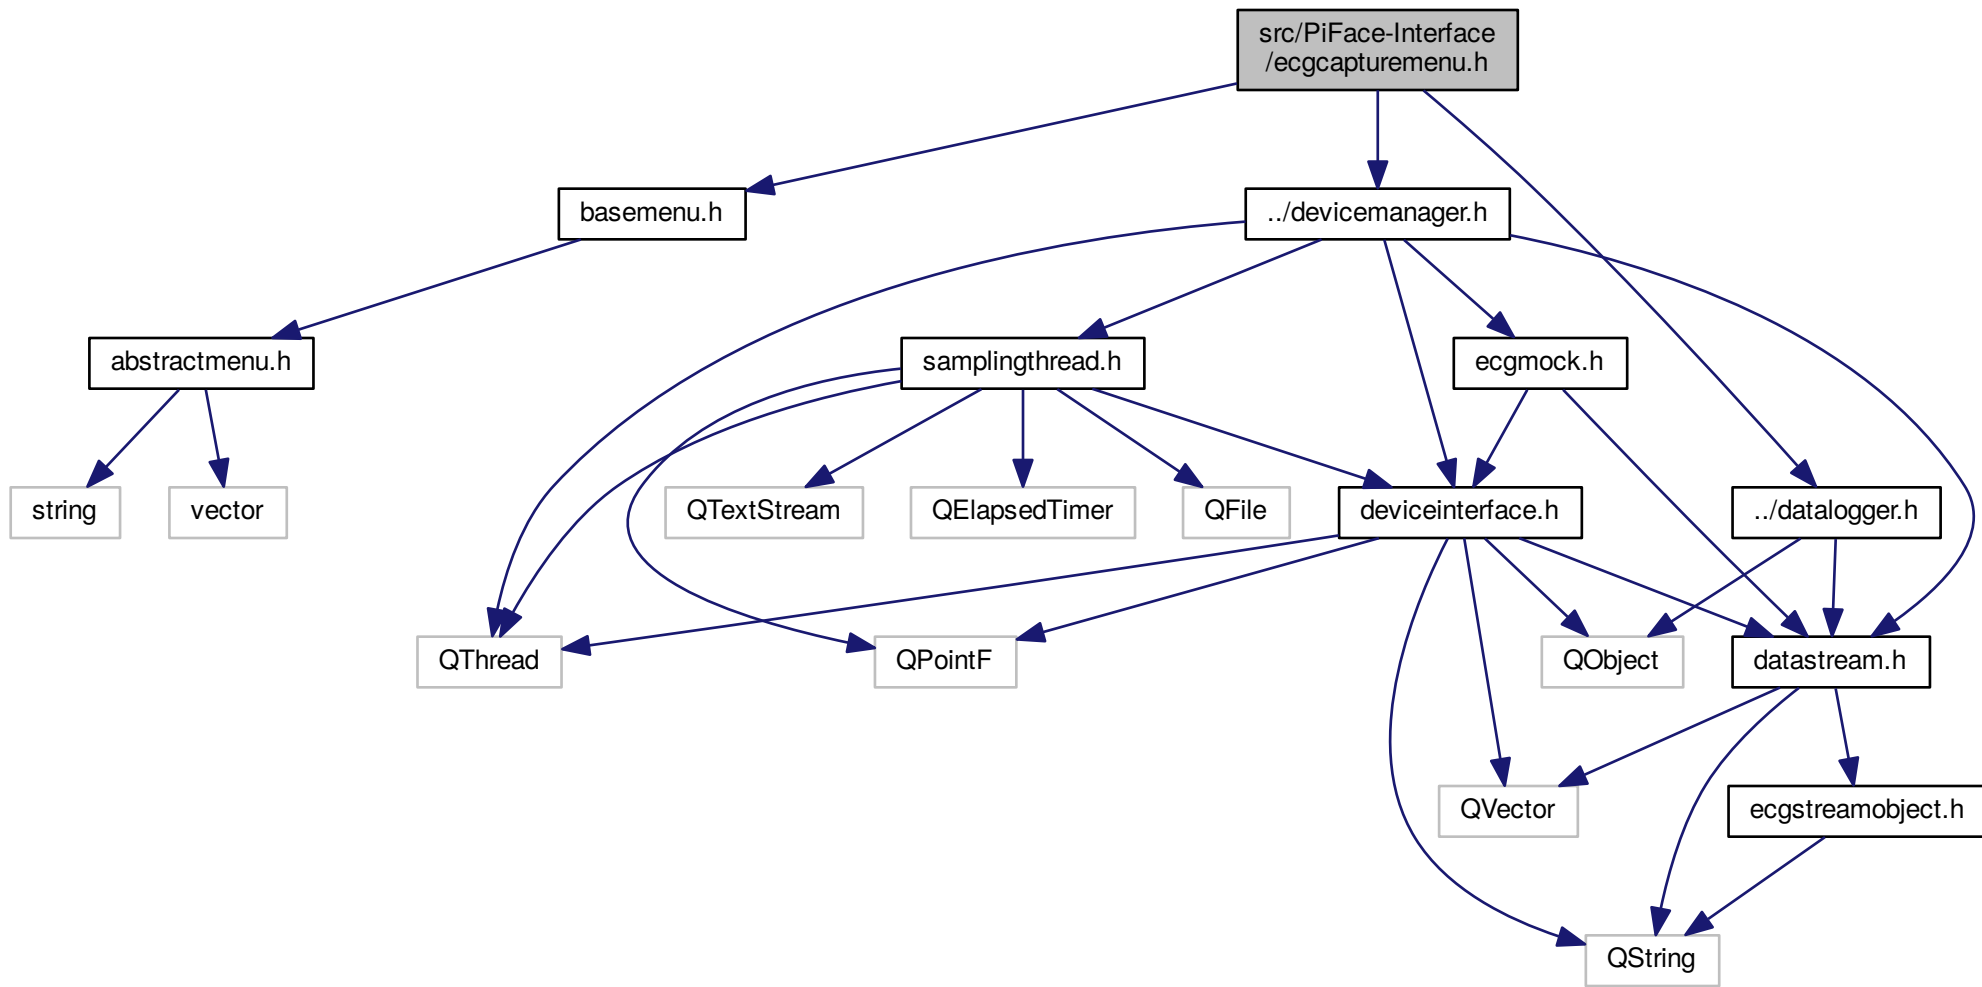 src/PiFace-Interface
/ecgcapturemenu.h
basemenu.h
../devicemanager.h
abstractmenu.h
samplingthread.h
ecgmock.h
string
vector
QTextStream
QElapsedTimer
QFile
deviceinterface.h
../datalogger.h
QThread
QPointF
QObject
datastream.h
QVector
ecgstreamobject.h
QString